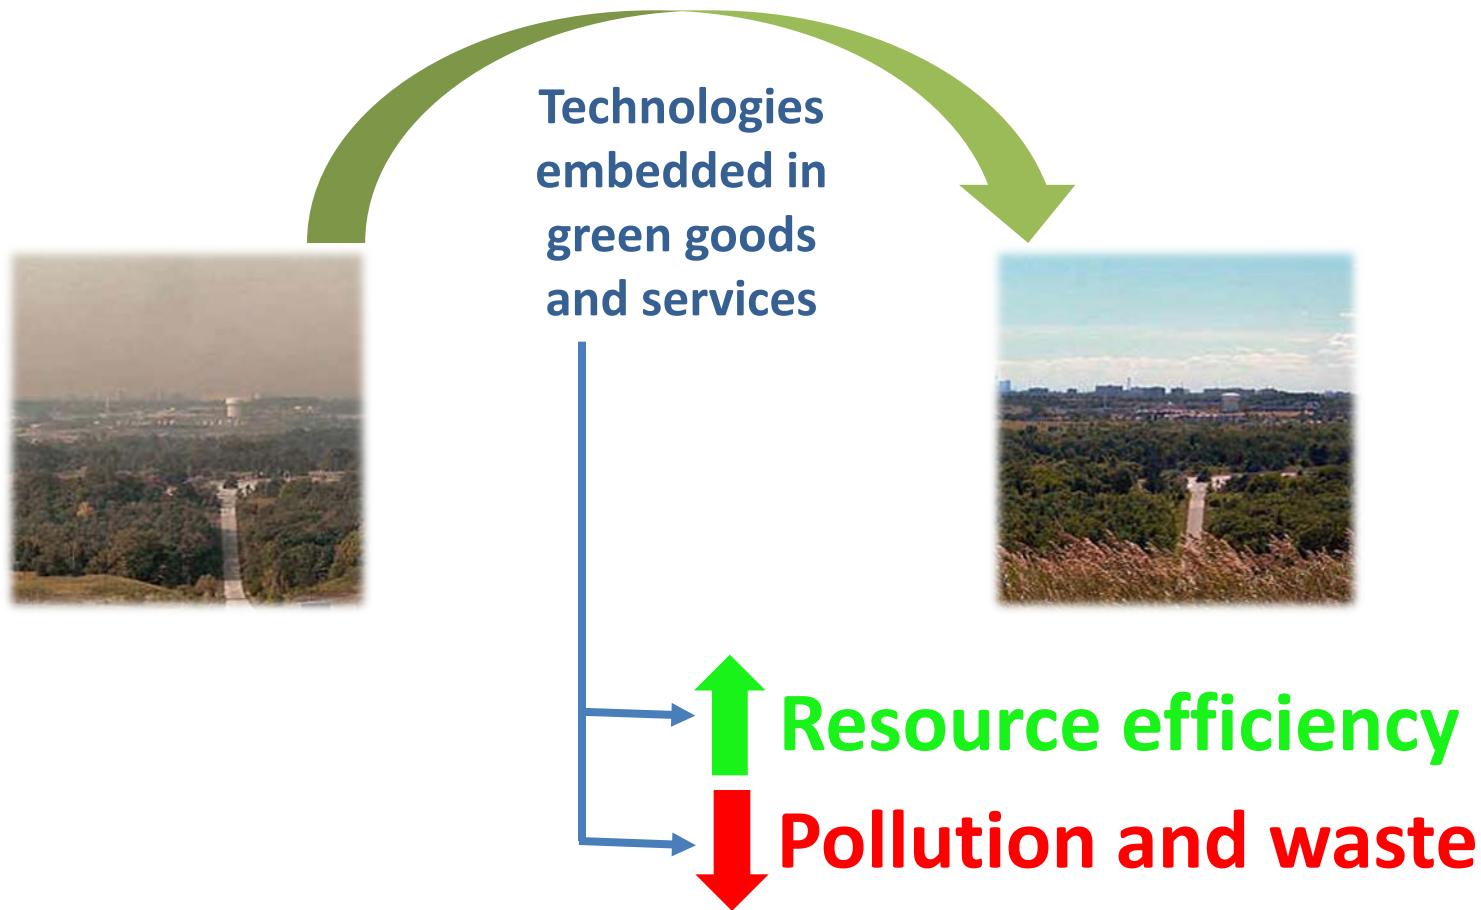 Technologies
embedded in
green goods
and services
Resource efficiency
Pollution and waste